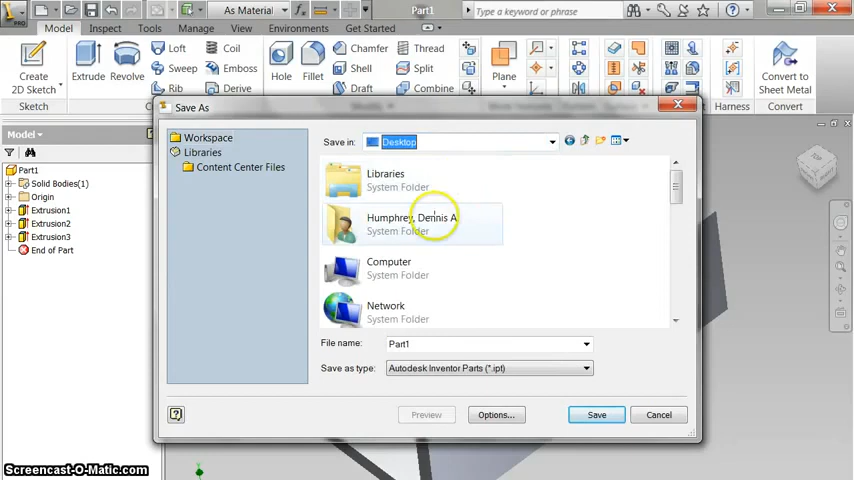 As Material
Part1
Type a keyword or phrase
PRO
Model Inspect Tools Manage View Environments Get Started
Create
2D Sketch
Extrude
Revolve
Loft
Sweep
Rib
Coil
Emboss
Derive
Hole
Fillet
Chamfer
Shell
Draft
Thread
Split
Combine
Plane
Convert to
Sheet Metal
Sketch
Harness
Convert
Model
Part1
Solid Bodies(1)
Origin
Extrusion1
Extrusion2
Extrusion3
End of Part
Save As
Workspace
Libraries
Content Center Files
Save in: Desktop
Libraries
System Folder
Humphrey, Dennis A.
System Folder
Computer
System Folder
Network
System Folder
File name: Part1
Save as type: Autodesk Inventor Parts (*.ipt)
Preview
Options...
Save
Cancel
Screencast-O-Matic.com